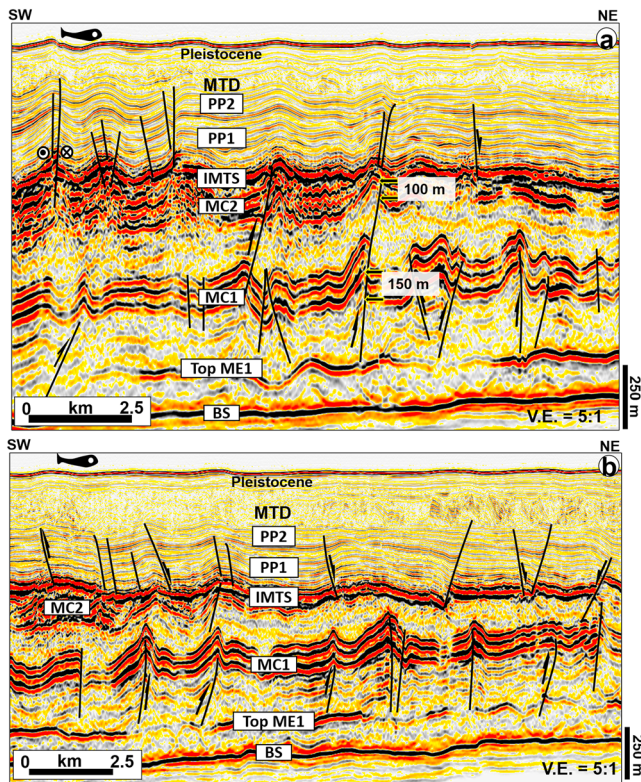 SW NE
a
Pleistocene
MTD
PP2
PP1
IMTS
100 m
MC2
150 m
MC1
Top ME1
km
0 2.5
BS
V.E. = 5:1
250 m
SW NE
b
Pleistocene
MTD
PP2
PP1
IMTS
MC2
MC1
Top ME1
km
0 2.5
BS
V.E. = 5:1
250 m